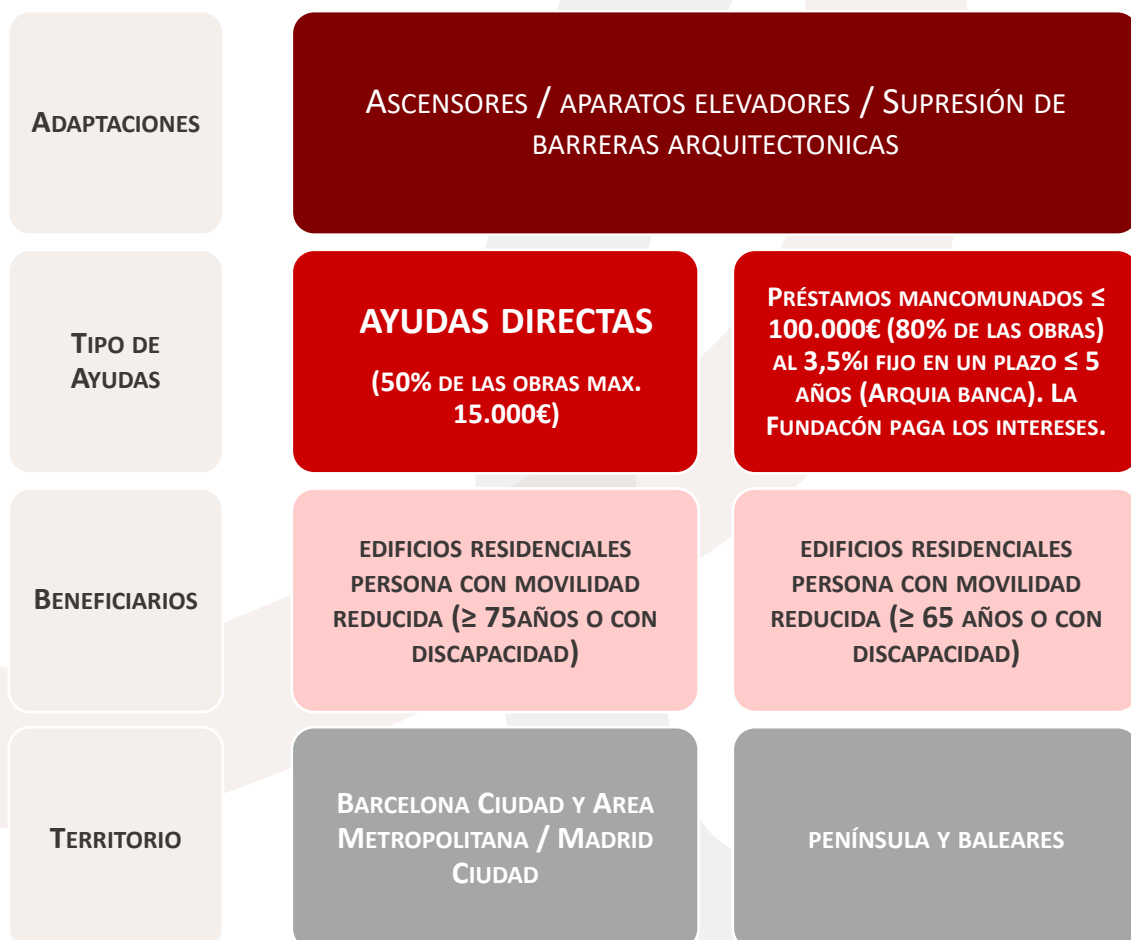 ADAPTACIONES
ASCENSORES / APARATOS ELEVADORES / SUPRESIÓN DE
BARRERAS ARQUITECTONICAS
TIPO DE
AYUDAS
AYUDAS DIRECTAS
(50% DE LAS OBRAS MAX.
15.000€)
PRÉSTAMOS MANCOMUNADOS ≤
100.000€ (80% DE LAS OBRAS)
AL 3,5%I FIJO EN UN PLAZO ≤ 5
AÑOS (ARQUIA BANCA). LA
FUNDACÓN PAGA LOS INTERESES.
BENEFICIARIOS
EDIFICIOS RESIDENCIALES
PERSONA CON MOVILIDAD
REDUCIDA (≥ 75AÑOS O CON
DISCAPACIDAD)
EDIFICIOS RESIDENCIALES
PERSONA CON MOVILIDAD
REDUCIDA (≥ 65 AÑOS O CON
DISCAPACIDAD)
TERRITORIO
BARCELONA CIUDAD Y AREA
METROPOLITANA / MADRID
CIUDAD
PENÍNSULA Y BALEARES